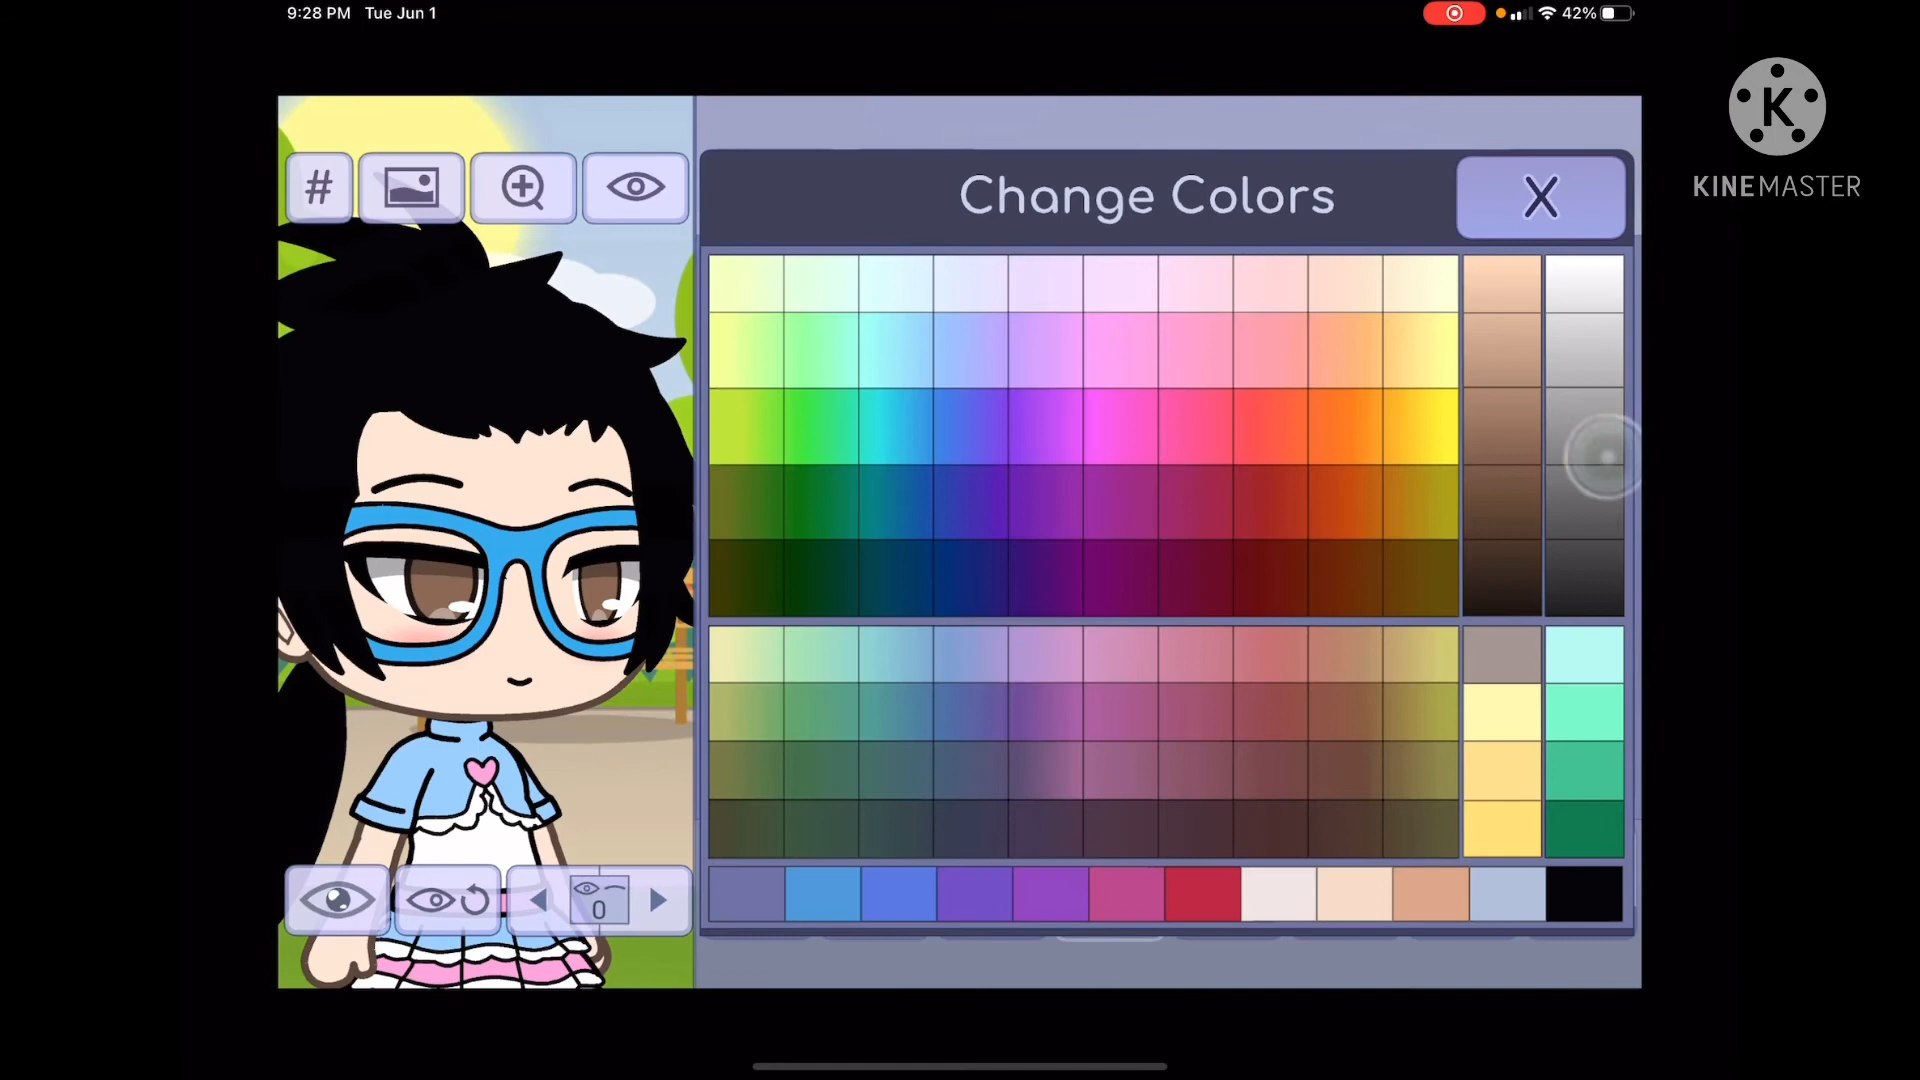 9:28 PM Tue Jun 1
42%
K
KINEMASTER
#
Change Colors
X
0